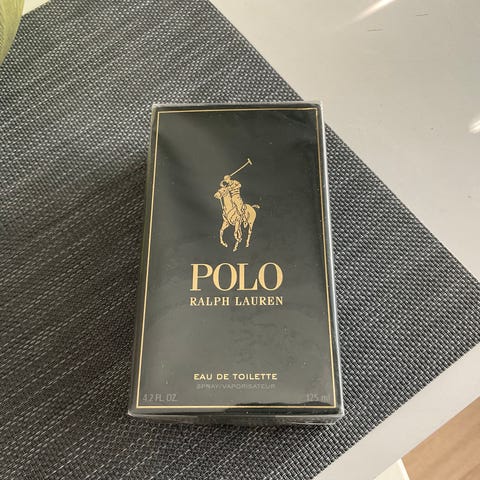 POLO
RALPH LAUREN
EAU DE TOILETTE
SPRAY/VAPORISATEUR
4.2 FL. OZ. 125 ml